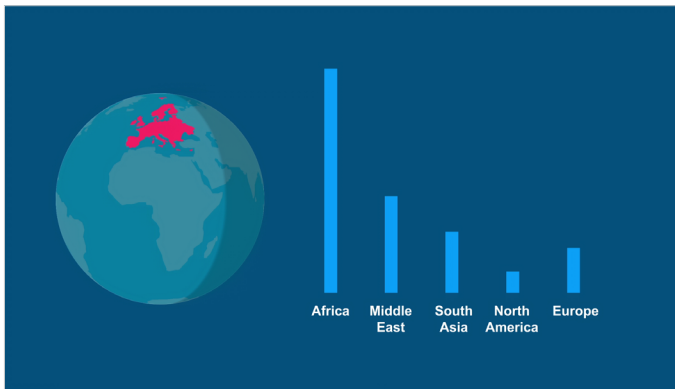 Africa
Middle
East
South
Asia
North
America
Europe